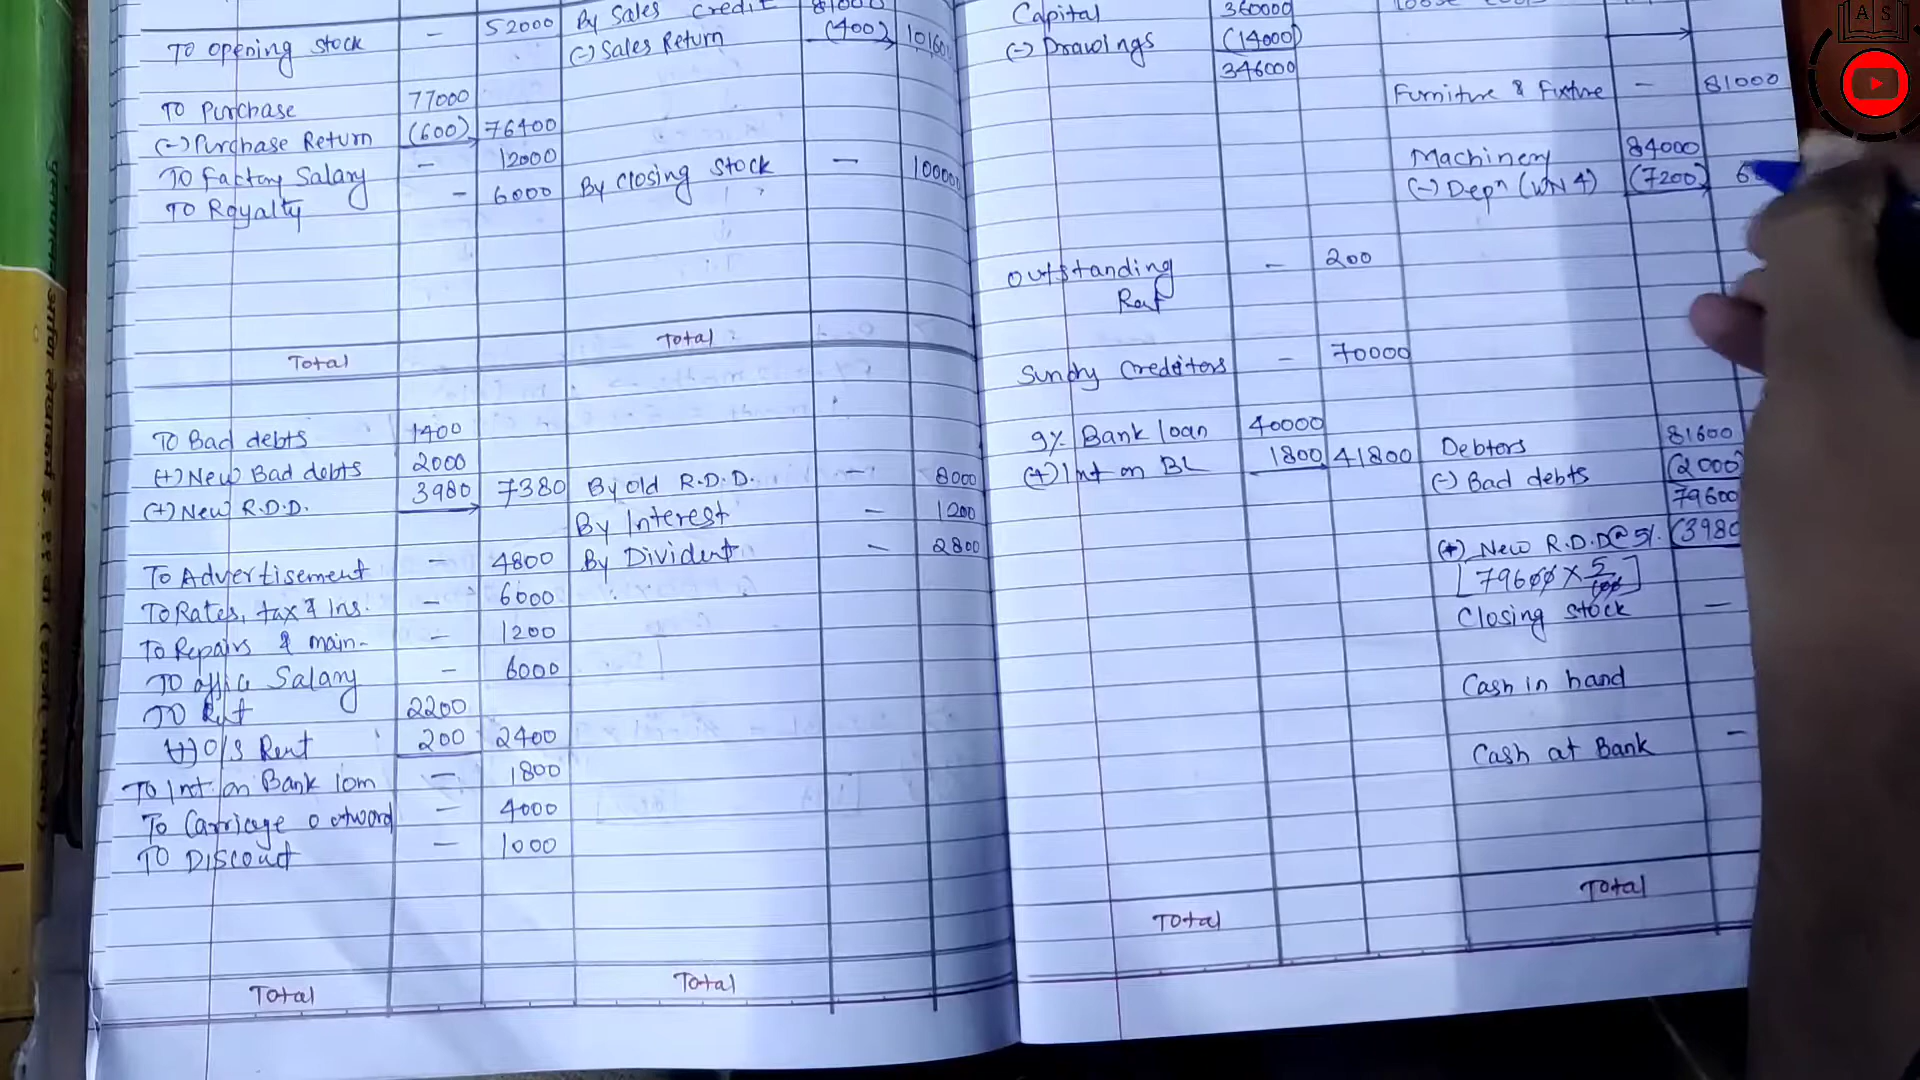 By Sales Credit 81000
TO Opening stock - 52000
(-) Sales Return (400)
TO Purchase 77000
(-) Purchase Return (600) 76400
TO Factory Salary - 12000
TO Royalty - 6000
By Closing Stock - 100000
Total
Total
TO Bad debts 1400
(+) New Bad debts 2000
(+) New R.D.D. 3980 7380
By Old R.D.D. - 8000
By Interest - 1200
TO Advertisement - 4800
By Divident - 2800
TO Rates, tax & Ins. - 6000
TO Repairs & main- - 1200
TO office Salary - 6000
TO Rent 2200
(+) O/S Rent 200 2400
TO Int. on Bank loan - 1800
To Carriage outward - 4000
TO Discount - 1000
Total
Total
Capital 360000
(-) Drawings (14000)
346000
Outstanding - 200
Rent
Sundry Creditors - 70000
9% Bank loan 40000
(+) Int on BL 1800 41800
Total
Furniture & Fixture - 81000
Machinery 84000
(-) Depn (WN 4) (7200)
Debtors 81600
(-) Bad debts (2000)
79600
(+) New R.D.D@5%. (3980
[79600 × 5/100]
Closing stock -
Cash in hand
Cash at Bank -
Total
AS